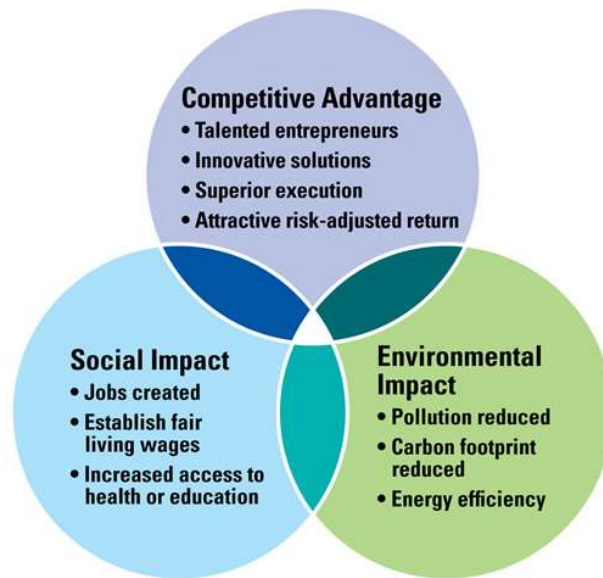 Competitive Advantage
• Talented entrepreneurs
• Innovative solutions
• Superior execution
• Attractive risk-adjusted return
Social Impact
• Jobs created
• Establish fair
living wages
• Increased access to
health or education
Environmental
Impact
• Pollution reduced
• Carbon footprint
reduced
• Energy efficiency